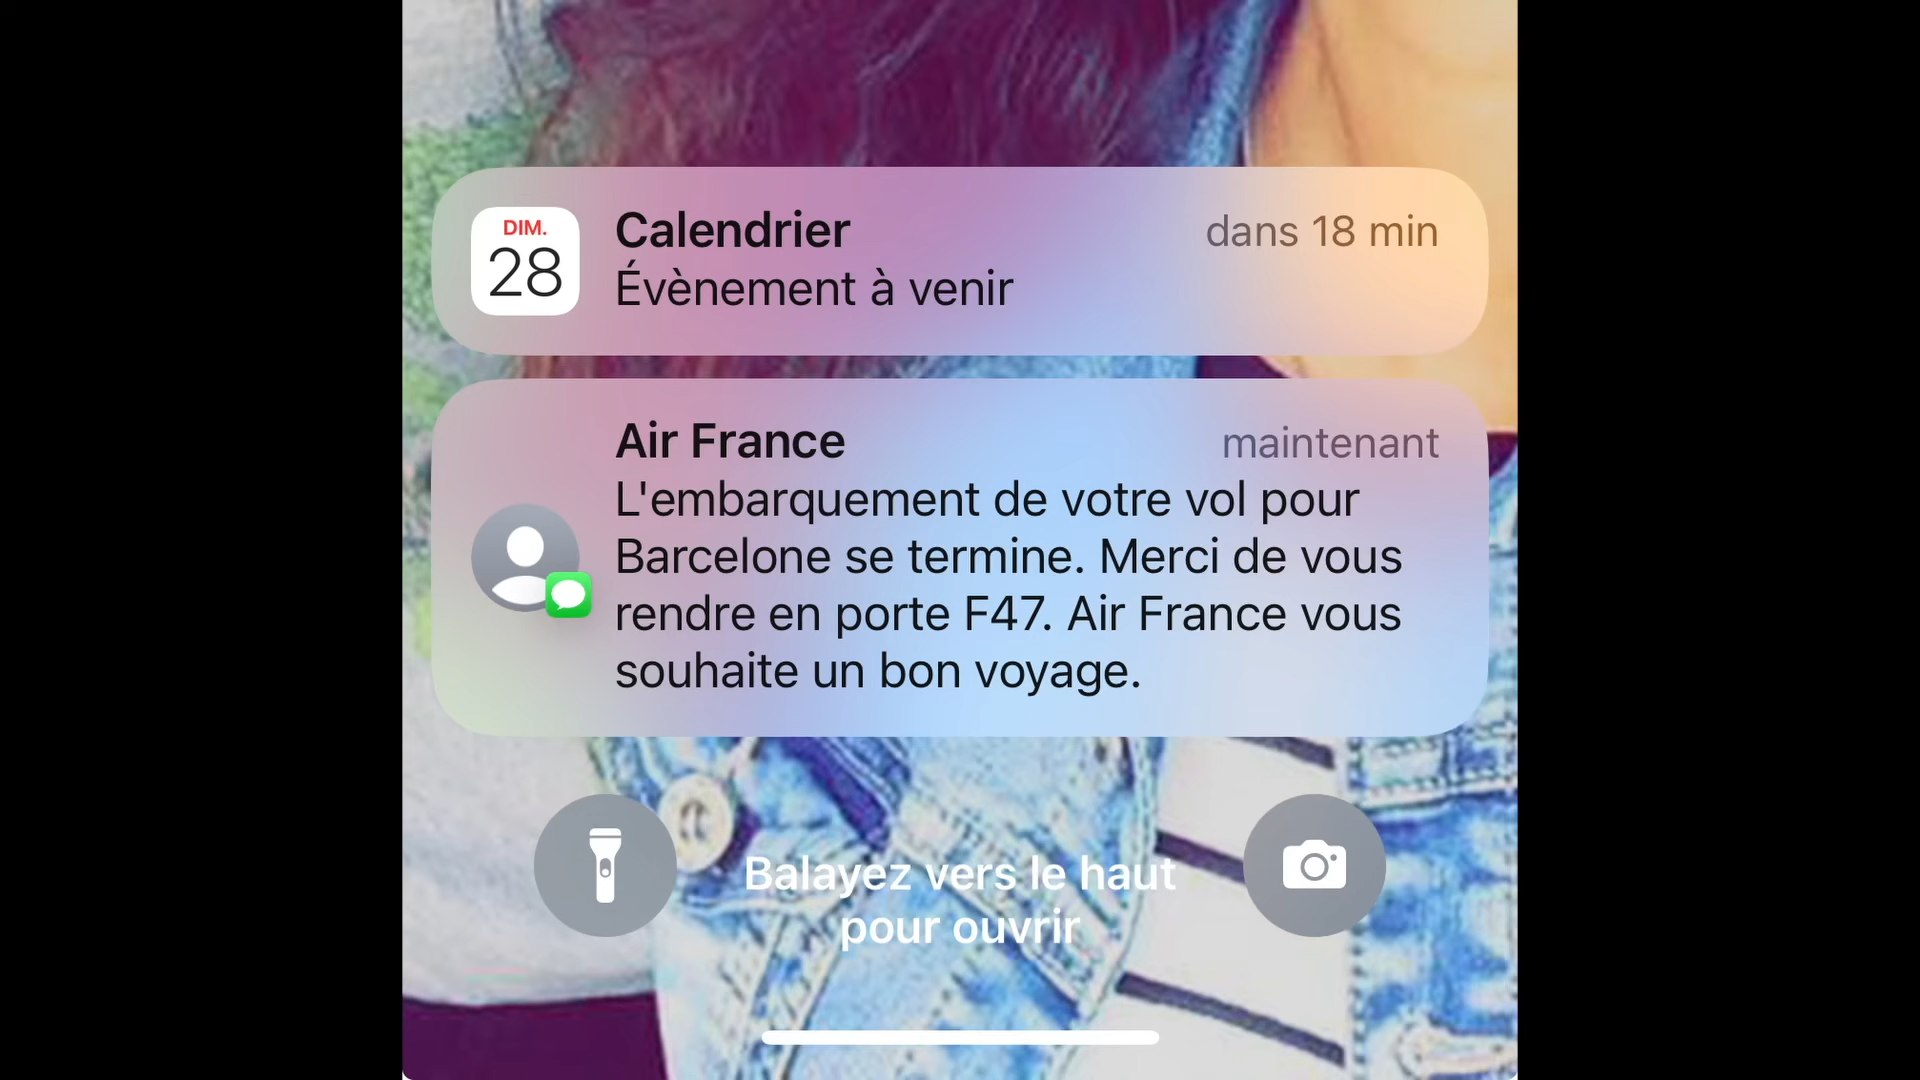 DIM.
28
Calendrier
dans 18 min
Évènement à venir
Air France
maintenant
L'embarquement de votre vol pour
Barcelone se termine. Merci de vous
rendre en porte F47. Air France vous
souhaite un bon voyage.
Balayez vers le haut
pour ouvrir